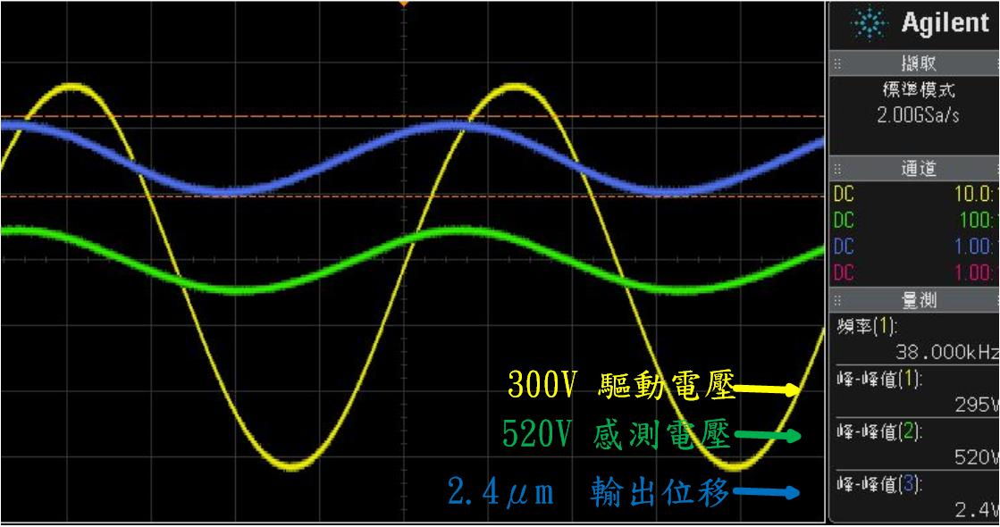 Agilent
擷取
標準模式
2.00GSa/s
通道
DC 10.0:
DC 100:
DC 1.00:
DC 1.00:
量測
頻率(1):
38.000kHz
峰-峰值(1):
295V
峰-峰值(2):
520V
峰-峰值(3):
2.4V
300V 驅動電壓
520V 感測電壓
2.4μm 輸出位移